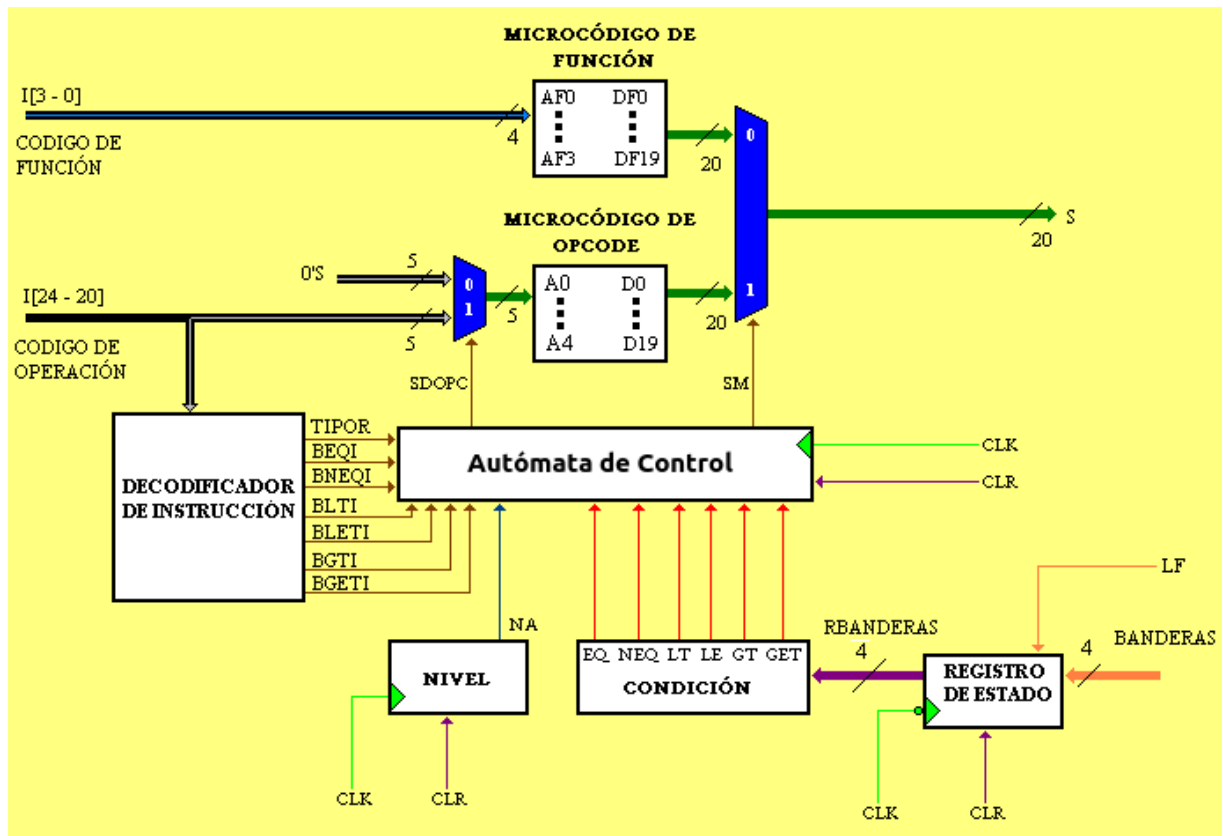 MICROCÓDIGO DE
FUNCIÓN
I[3 - 0]
CODIGO DE
FUNCIÓN
4
AF0 DF0
AF3 DF19
20
0
1
S
20
MICROCÓDIGO DE
OPCODE
0'S
5
I[24 - 20]
5
CODIGO DE
OPERACIÓN
0
1
5
A0 D0
A4 D19
20
SDOPC
SM
DECODIFICADOR
DE INSTRUCCIÓN
TIPOR
BEQI
BNEQI
BLTI
BLETI
BGTI
BGETI
Autómata de Control
CLK
CLR
NA
NIVEL
CLK
CLR
EQ NEQ LT LE GT GET
CONDICIÓN
RBANDERAS
4
LF
BANDERAS
4
REGISTRO
DE ESTADO
CLK
CLR